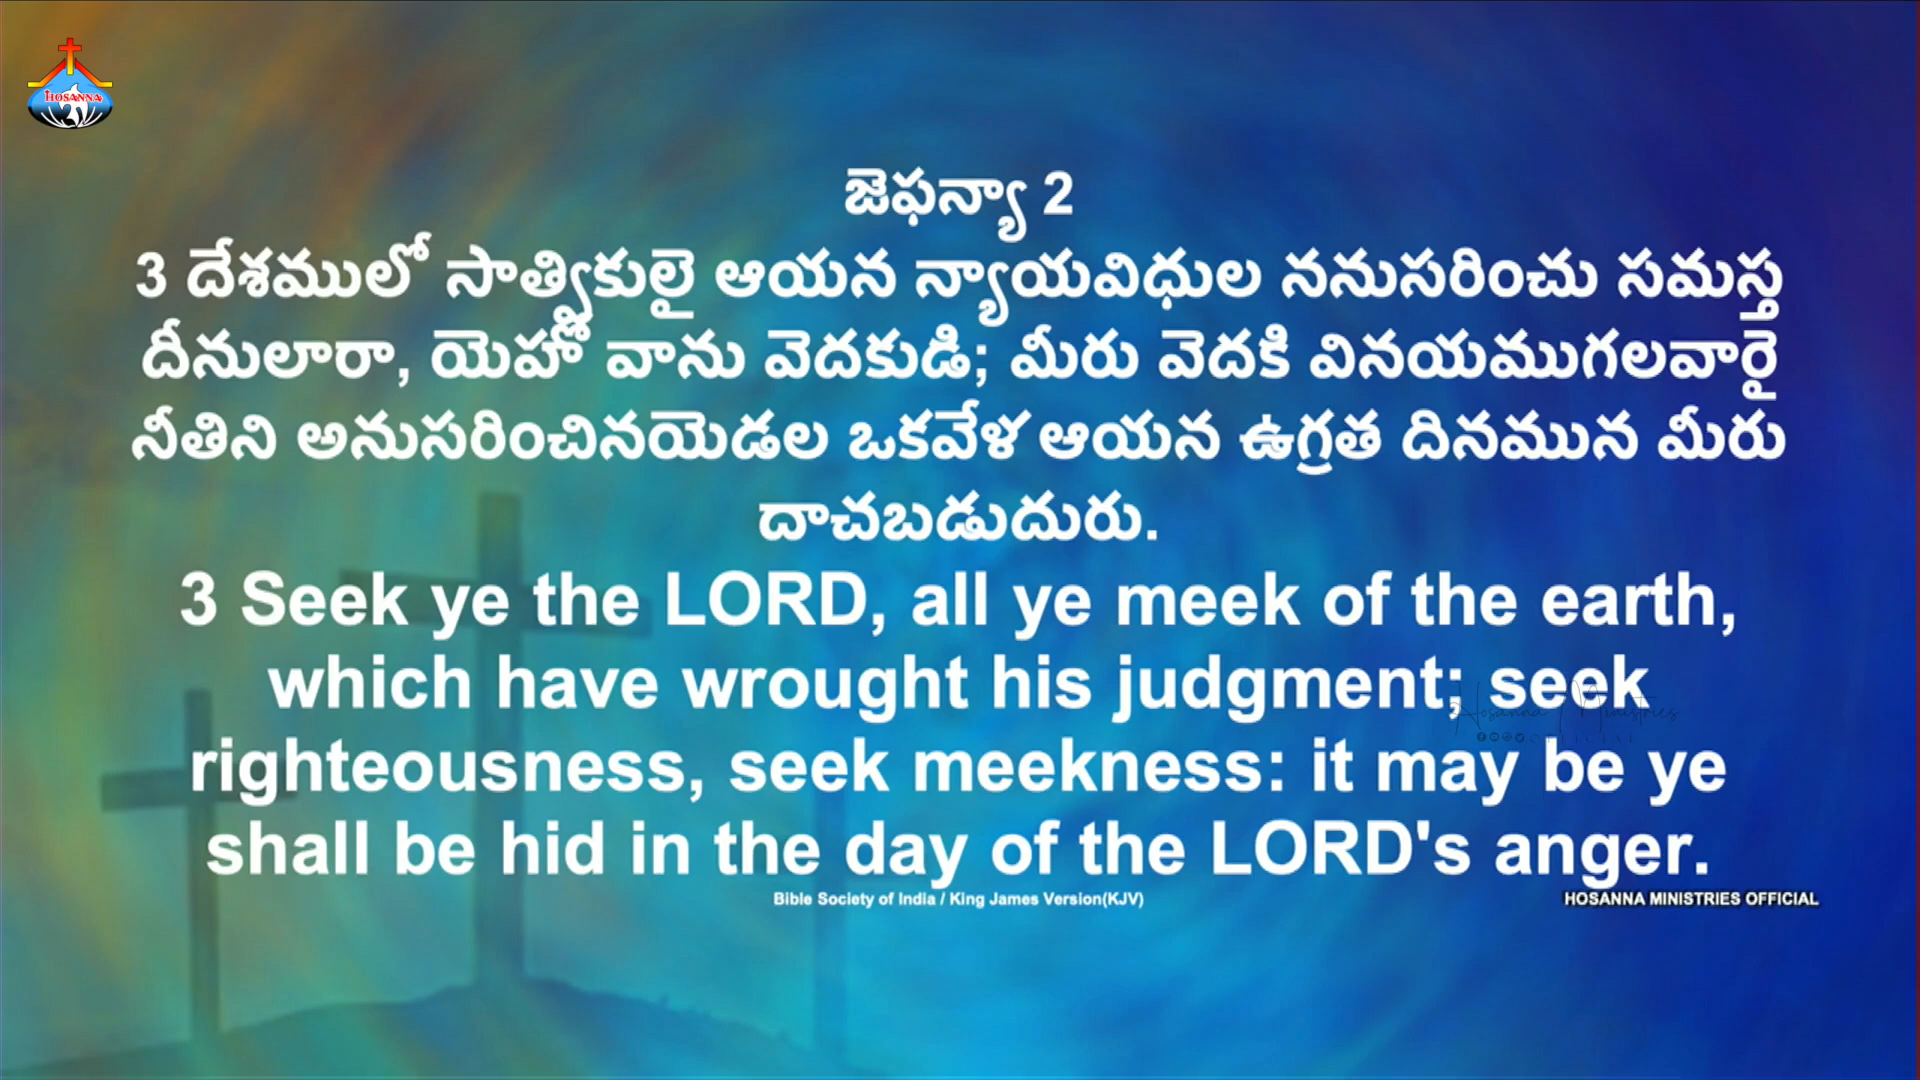 HOSANNA
జెఫన్యా 2
3 దేశములో సాత్వికులై ఆయన న్యాయవిధుల ననుసరించు సమస్త
దీనులారా, యెహో వాను వెదకుడి; మీరు వెదకి వినయముగలవారై
నీతిని అనుసరించినయెడల ఒకవేళ ఆయన ఉగ్రత దినమున మీరు
దాచబడుదురు.
3 Seek ye the LORD, all ye meek of the earth,
which have wrought his judgment; seek
Hosanna Ministries
OFFICIAL
righteousness, seek meekness: it may be ye
shall be hid in the day of the LORD's anger.
Bible Society of India / King James Version(KJV)
HOSANNA MINISTRIES OFFICIAL